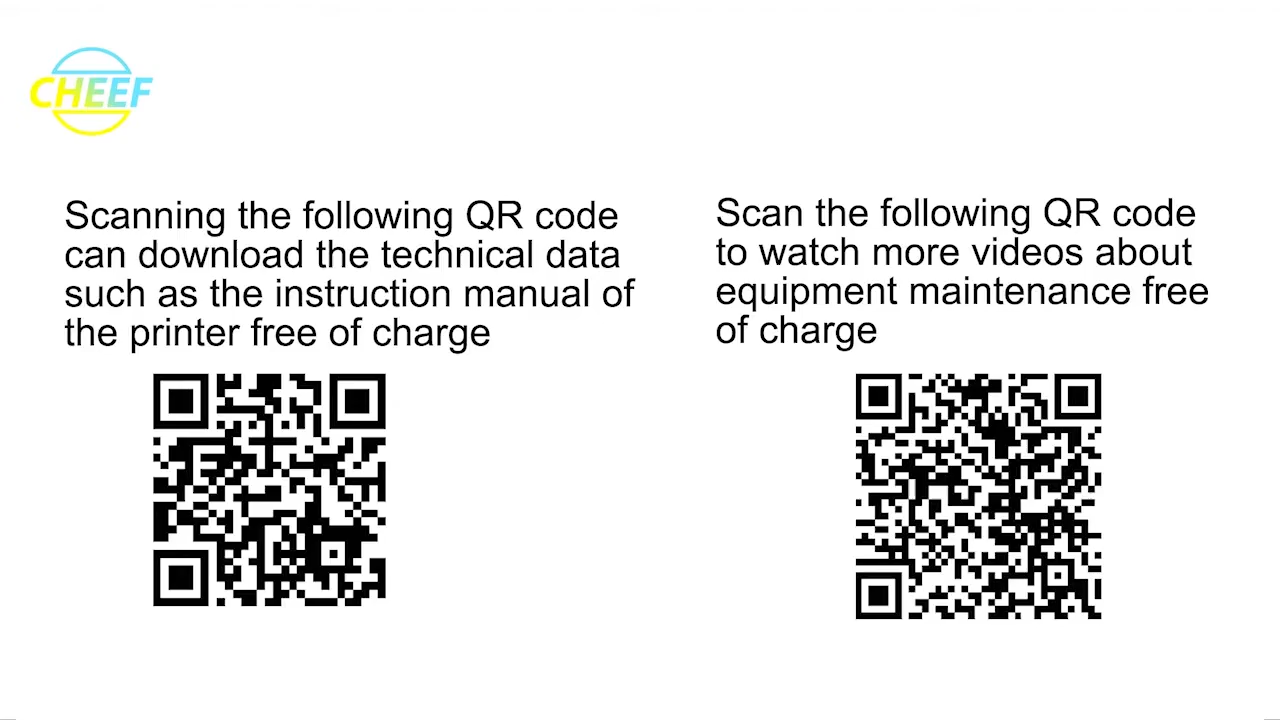 CHEEF
Scanning the following QR code
can download the technical data
such as the instruction manual of
the printer free of charge
Scan the following QR code
to watch more videos about
equipment maintenance free
of charge